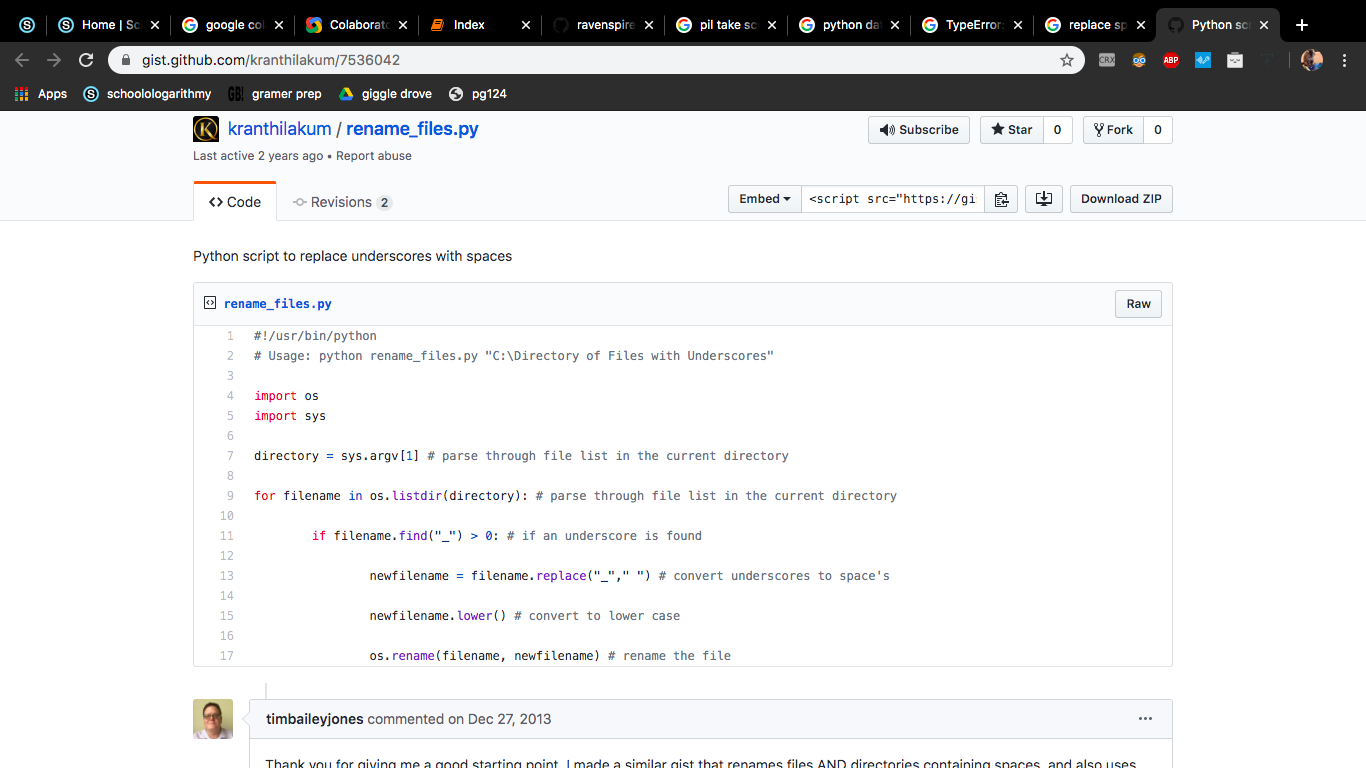 Home | Sc
google col
Colaborato
Index
ravenspire
pil take sc
python dat
TypeError:
replace sp
Python scr
gist.github.com/kranthilakum/7536042
CRX
ABP
Apps
schoolologarithmy
GB!
gramer prep
giggle drove
pg124
kranthilakum / rename_files.py
Subscribe
Star
0
Fork
0
Last active 2 years ago • Report abuse
<> Code
Revisions 2
Embed
<script src="https://gi
Download ZIP
Python script to replace underscores with spaces
rename_files.py
Raw
1 #!/usr/bin/python
2 # Usage: python rename_files.py "C:\Directory of Files with Underscores"
3
4 import os
5 import sys
6
7 directory = sys.argv[1] # parse through file list in the current directory
8
9 for filename in os.listdir(directory): # parse through file list in the current directory
10
11 if filename.find("_") > 0: # if an underscore is found
12
13 newfilename = filename.replace("_"," ") # convert underscores to space's
14
15 newfilename.lower() # convert to lower case
16
17 os.rename(filename, newfilename) # rename the file
timbaileyjones commented on Dec 27, 2013
Thank you for giving me a good starting point. I made a similar gist that renames files AND directories containing spaces, and also uses